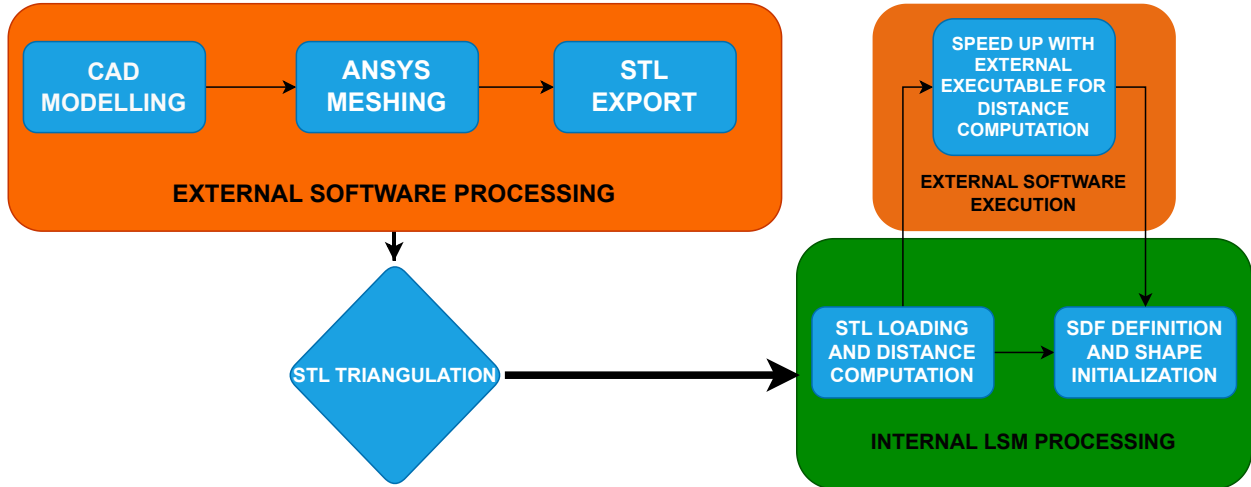 CAD
MODELLING
ANSYS
MESHING
STL
EXPORT
EXTERNAL SOFTWARE PROCESSING
SPEED UP WITH
EXTERNAL
EXECUTABLE FOR
DISTANCE
COMPUTATION
EXTERNAL SOFTWARE
EXECUTION
STL TRIANGULATION
STL LOADING
AND DISTANCE
COMPUTATION
SDF DEFINITION
AND SHAPE
INITIALIZATION
INTERNAL LSM PROCESSING